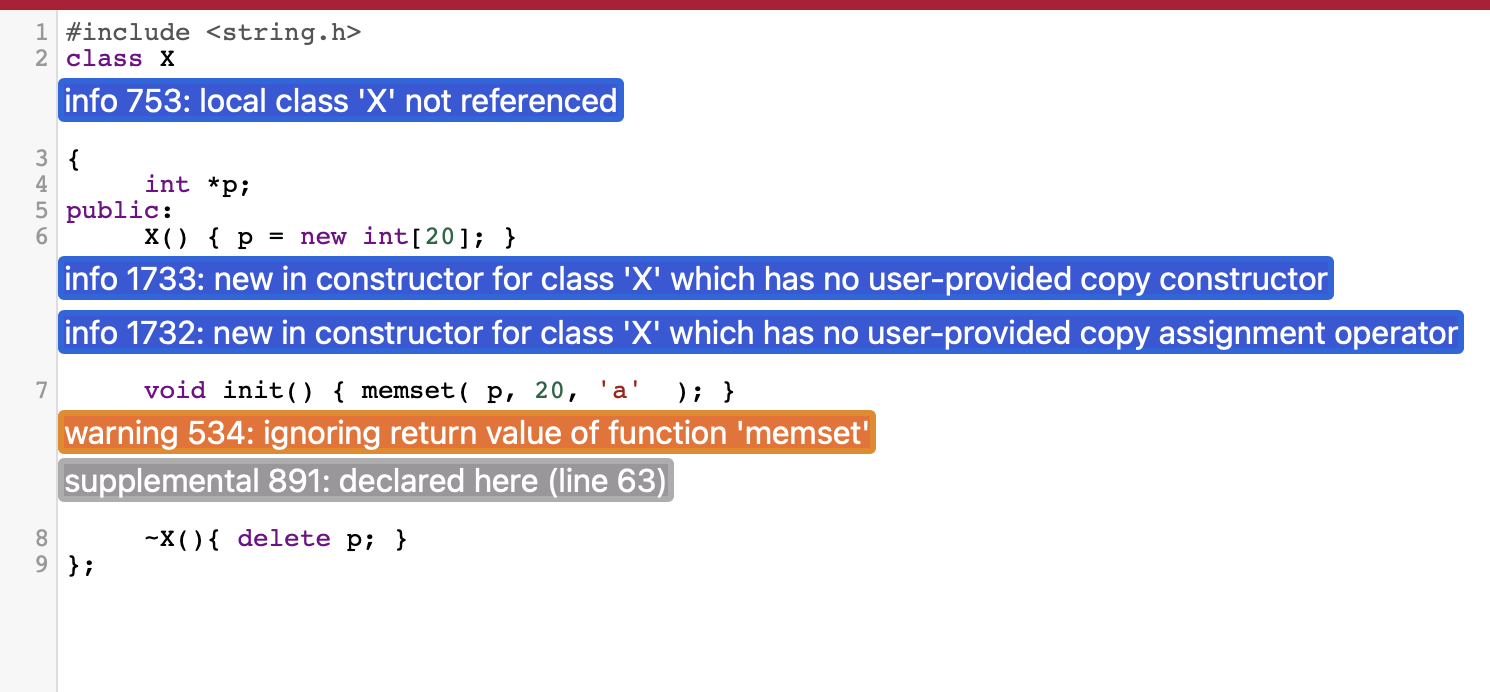 1 #include <string.h>
2 class X
info 753: local class 'X' not referenced
3 {
4 int *p;
5 public:
6 X() { p = new int[20]; }
info 1733: new in constructor for class 'X' which has no user-provided copy constructor
info 1732: new in constructor for class 'X' which has no user-provided copy assignment operator
7 void init() { memset( p, 20, 'a'  ); }
warning 534: ignoring return value of function 'memset'
supplemental 891: declared here (line 63)
8 ~X(){ delete p; }
9 };